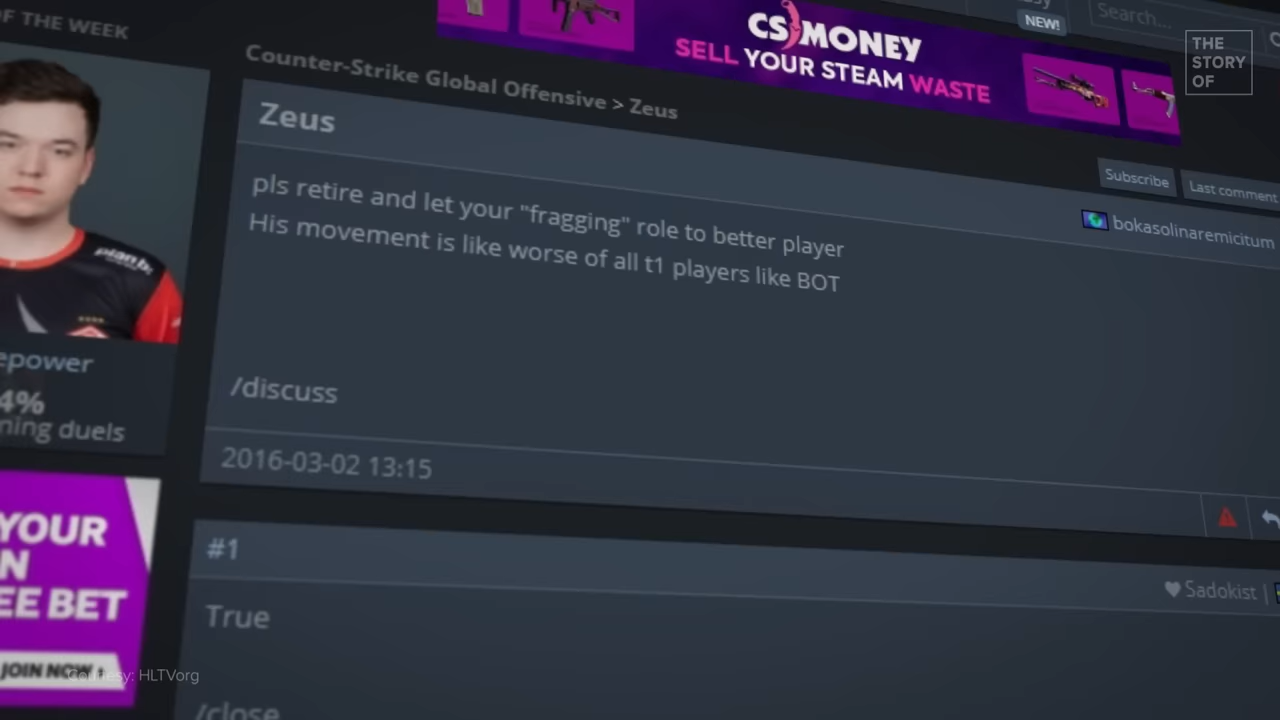 OF THE WEEK
NEW!
Search...
CS MONEY
SELL YOUR STEAM WASTE
THE
STORY
OF
Counter-Strike Global Offensive > Zeus
Zeus
Subscribe
Last comment
bokasolinaremicitum
pls retire and let your "fragging" role to better player
His movement is like worse of all t1 players like BOT
/discuss
2016-03-02 13:15
plan b.
epower
4%
ning duels
#1
Sadokist |
True
/close
YOUR
N
EE BET
JOIN NOW
Courtesy: HLTVorg